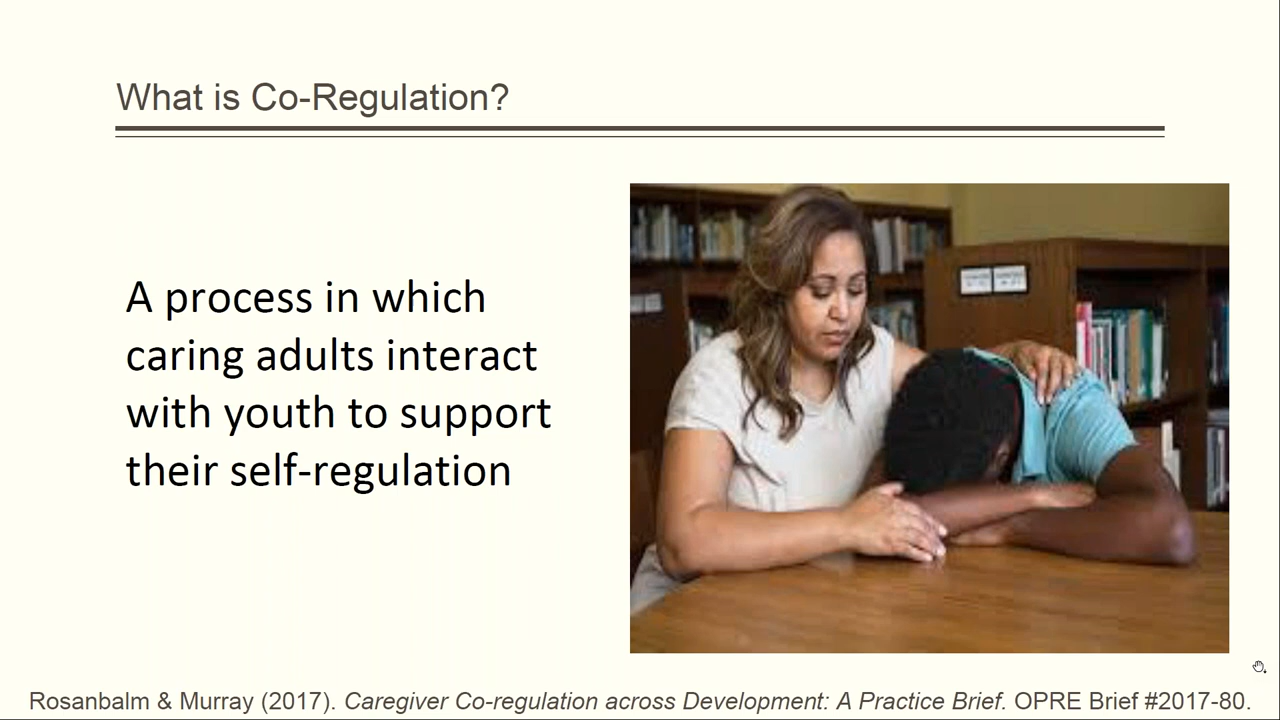 What is Co-Regulation?
A process in which
caring adults interact
with youth to support
their self-regulation
Rosanbalm & Murray (2017). Caregiver Co-regulation across Development: A Practice Brief. OPRE Brief #2017-80.